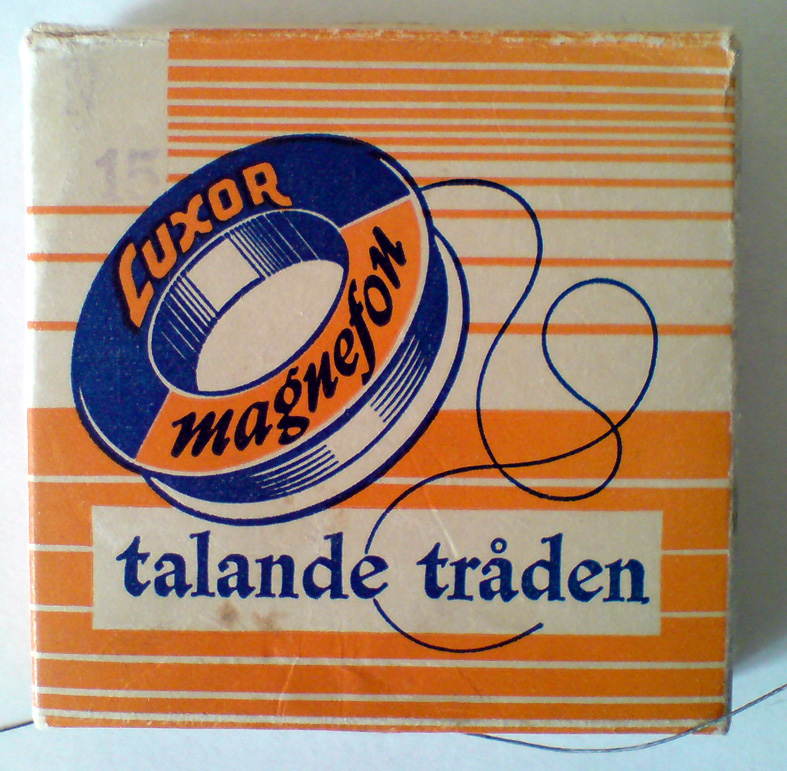 15
LUXOR
magnefon
talande tråden